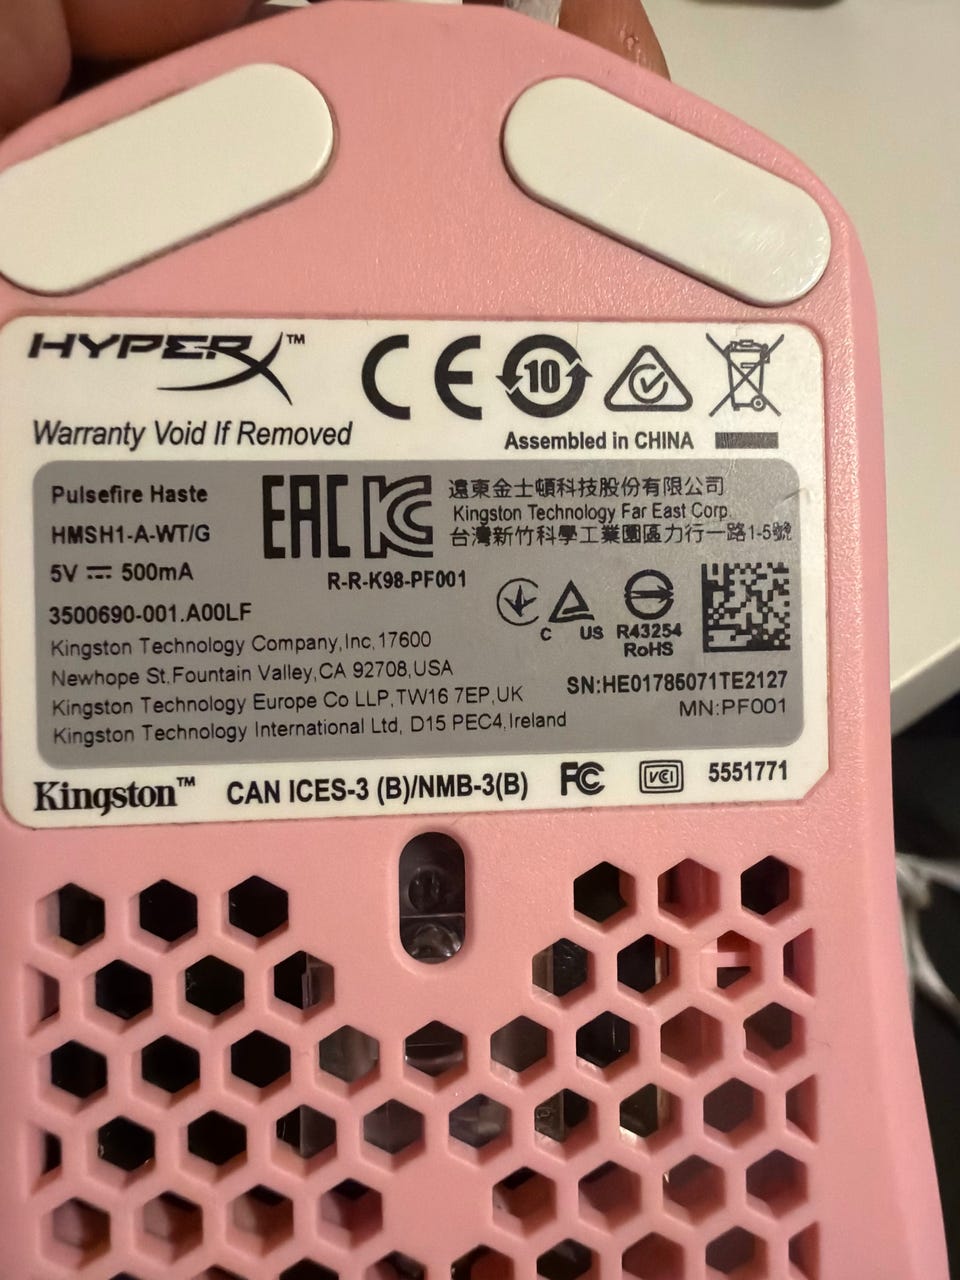 HYPERX™
10
Warranty Void If Removed
Assembled in CHINA
Pulsefire Haste
HMSH1-A-WT/G
5V ⎓ 500mA
3500690-001.A00LF
EAC
KC
R-R-K98-PF001
遠東金士頓科技股份有限公司
Kingston Technology Far East Corp.
台灣新竹科學工業園區力行一路1-5號
C US
R43254
RoHS
Kingston Technology Company,Inc,17600
Newhope St.Fountain Valley,CA 92708,USA
Kingston Technology Europe Co LLP,TW16 7EP,UK
Kingston Technology International Ltd, D15 PEC4,Ireland
SN:HE01786071TE2127
MN:PF001
Kingston™
CAN ICES-3 (B)/NMB-3(B)
FC
VCI
5551771